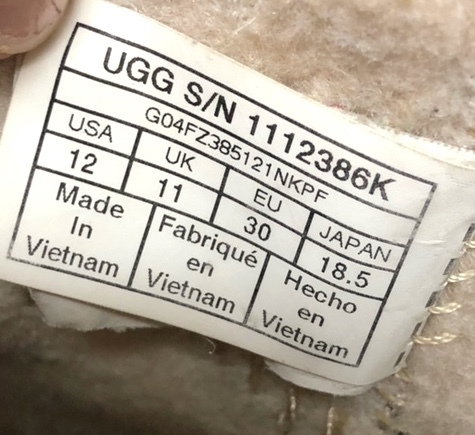 UGG S/N 1112386K
G04FZ385121NKPF
USA UK EU JAPAN
12 11 30 18.5
Made Fabriqué Hecho
In en en
Vietnam Vietnam Vietnam